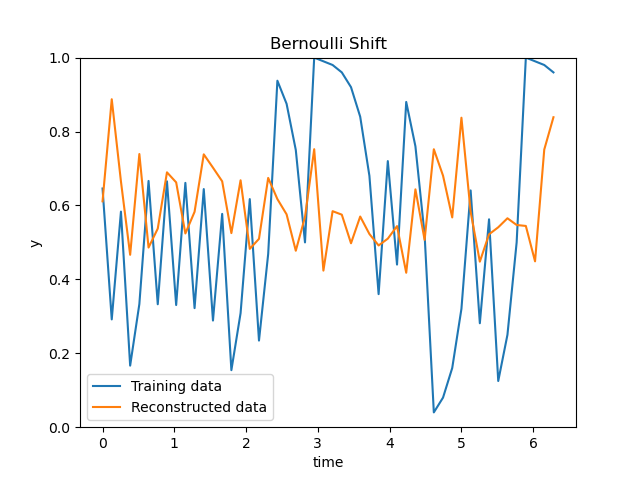 Bernoulli Shift
y
1.0
0.8
0.6
0.4
0.2
0.0
Training data
Reconstructed data
0 1 2 3 4 5 6
time